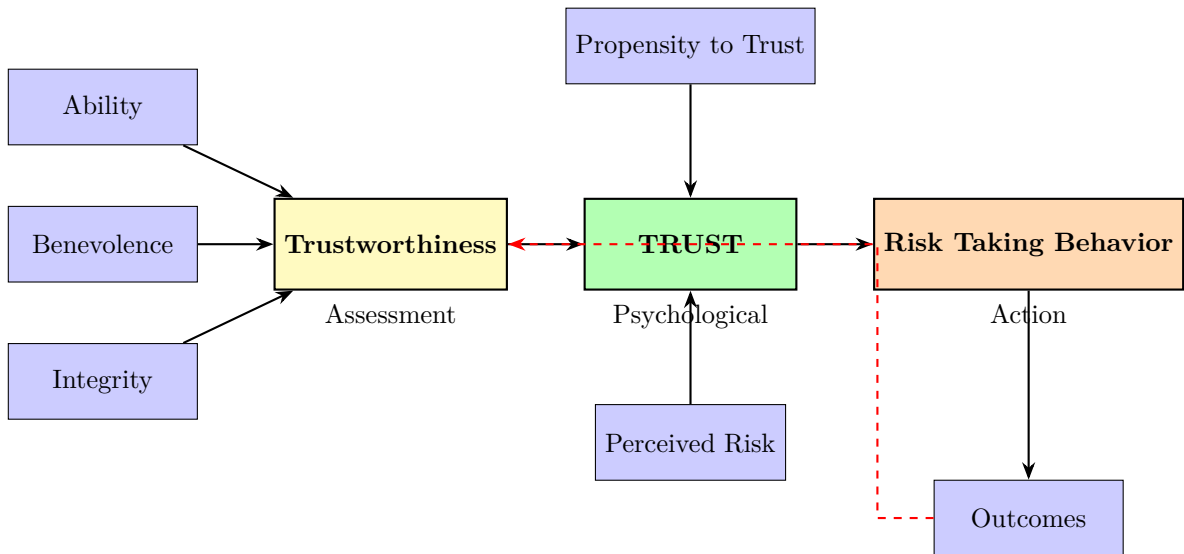 Propensity to Trust
Ability
Benevolence
Integrity
Trustworthiness
Assessment
TRUST
Psychological
Risk Taking Behavior
Action
Perceived Risk
Outcomes